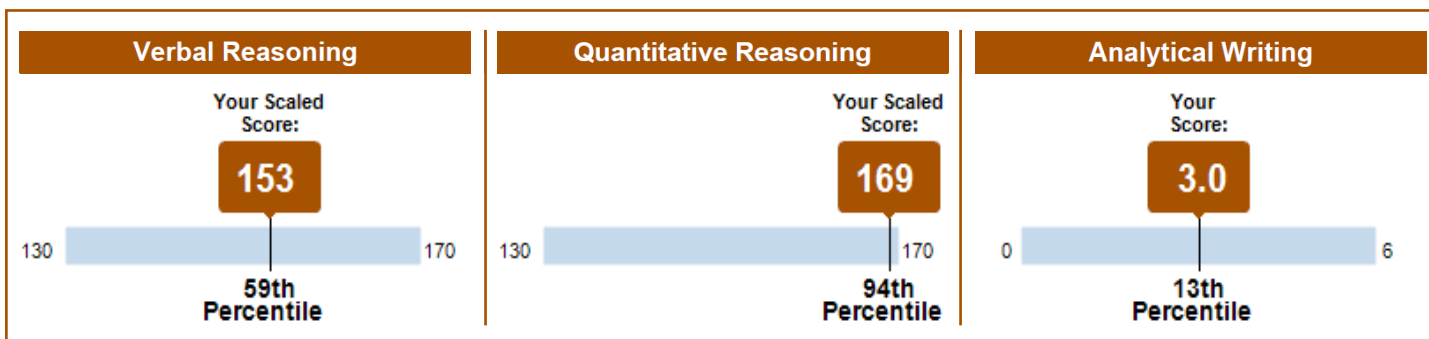 Verbal Reasoning
Your Scaled
Score:
153
130
170
59th
Percentile
Quantitative Reasoning
Your Scaled
Score:
169
130
170
94th
Percentile
Analytical Writing
Your
Score:
3.0
0
6
13th
Percentile